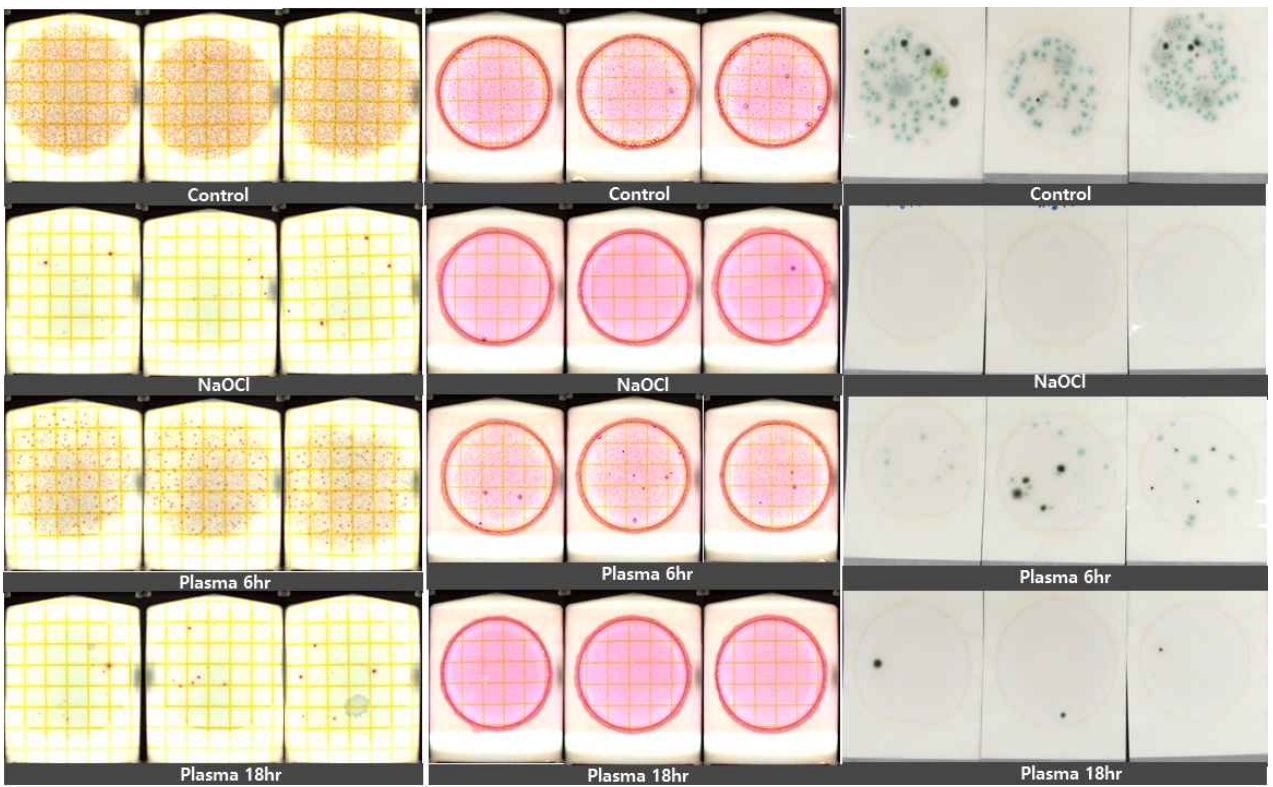 Control Control Control
NaOCl NaOCl NaOCl
Plasma 6hr Plasma 6hr Plasma 6hr
Plasma 18hr Plasma 18hr Plasma 18hr